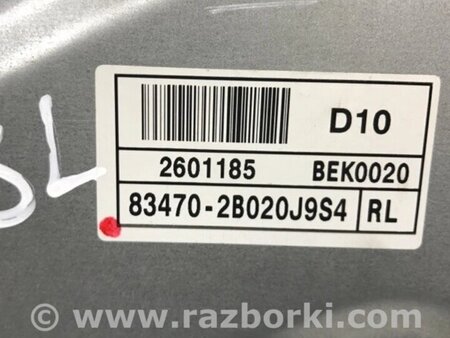 D10
2601185 BEK0020
83470-2B020J9S4 RL
© www.razborki.com